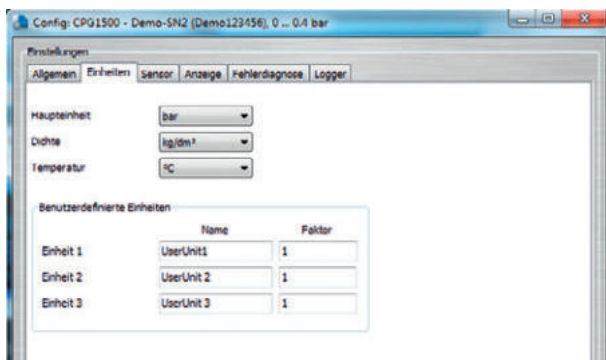 Config: CPG1500 - Demo-SN2 (Demo123456), 0 ... 0.4 bar
Einstellungen
Allgemein Einheiten Sensor Anzeige Fehlerdiagnose Logger
Haupteinheit bar
Dichte kg/dm³
Temperatur °C
Benutzerdefinierte Einheiten
Name Faktor
Einheit 1 UserUnit1 1
Einheit 2 UserUnit 2 1
Einheit 3 UserUnit 3 1